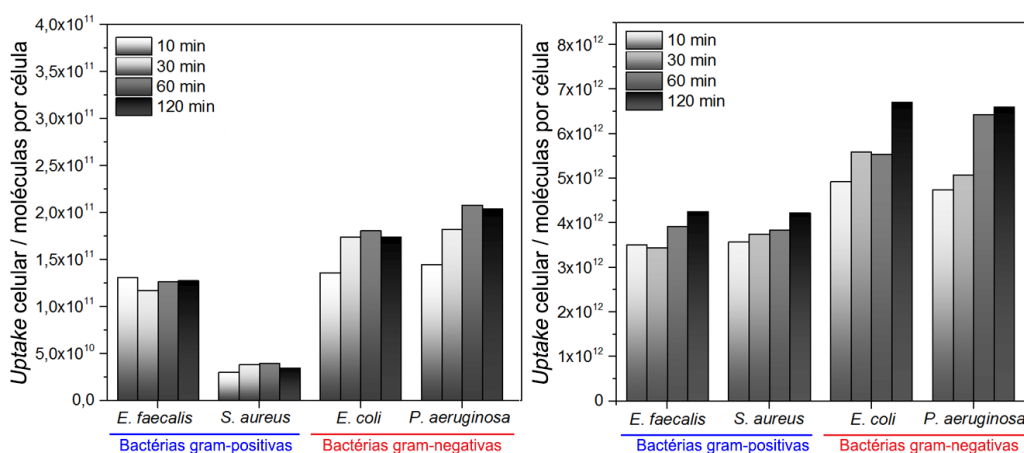 Uptake celular / moléculas por célula
4,0x10¹¹
3,5x10¹¹
3,0x10¹¹
2,5x10¹¹
2,0x10¹¹
1,5x10¹¹
1,0x10¹¹
5,0x10¹⁰
0,0
10 min
30 min
60 min
120 min
E. faecalis
S. aureus
E. coli
P. aeruginosa
Bactérias gram-positivas
Bactérias gram-negativas
Uptake celular / moléculas por célula
8x10¹²
7x10¹²
6x10¹²
5x10¹²
4x10¹²
3x10¹²
2x10¹²
1x10¹²
0
10 min
30 min
60 min
120 min
E. faecalis
S. aureus
E. coli
P. aeruginosa
Bactérias gram-positivas
Bactérias gram-negativas